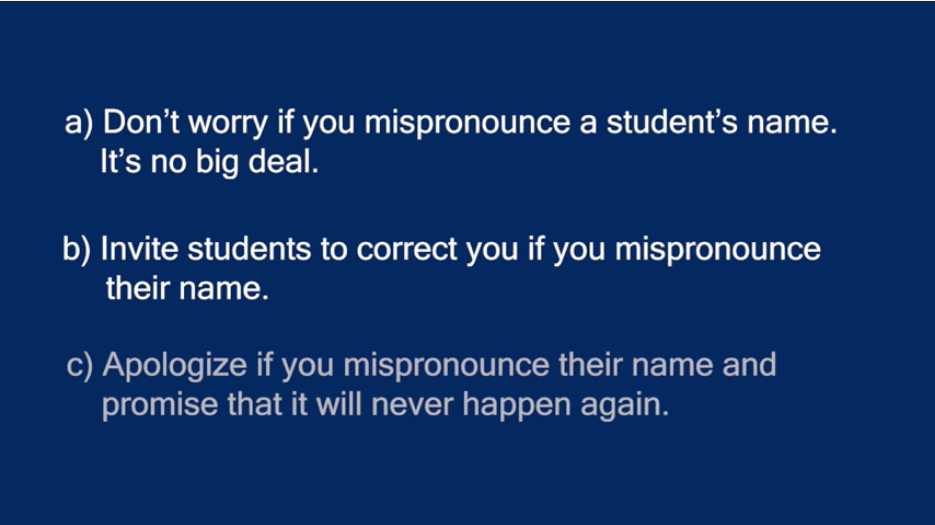 a) Don’t worry if you mispronounce a student’s name.
It’s no big deal.
b) Invite students to correct you if you mispronounce
their name.
c) Apologize if you mispronounce their name and
promise that it will never happen again.